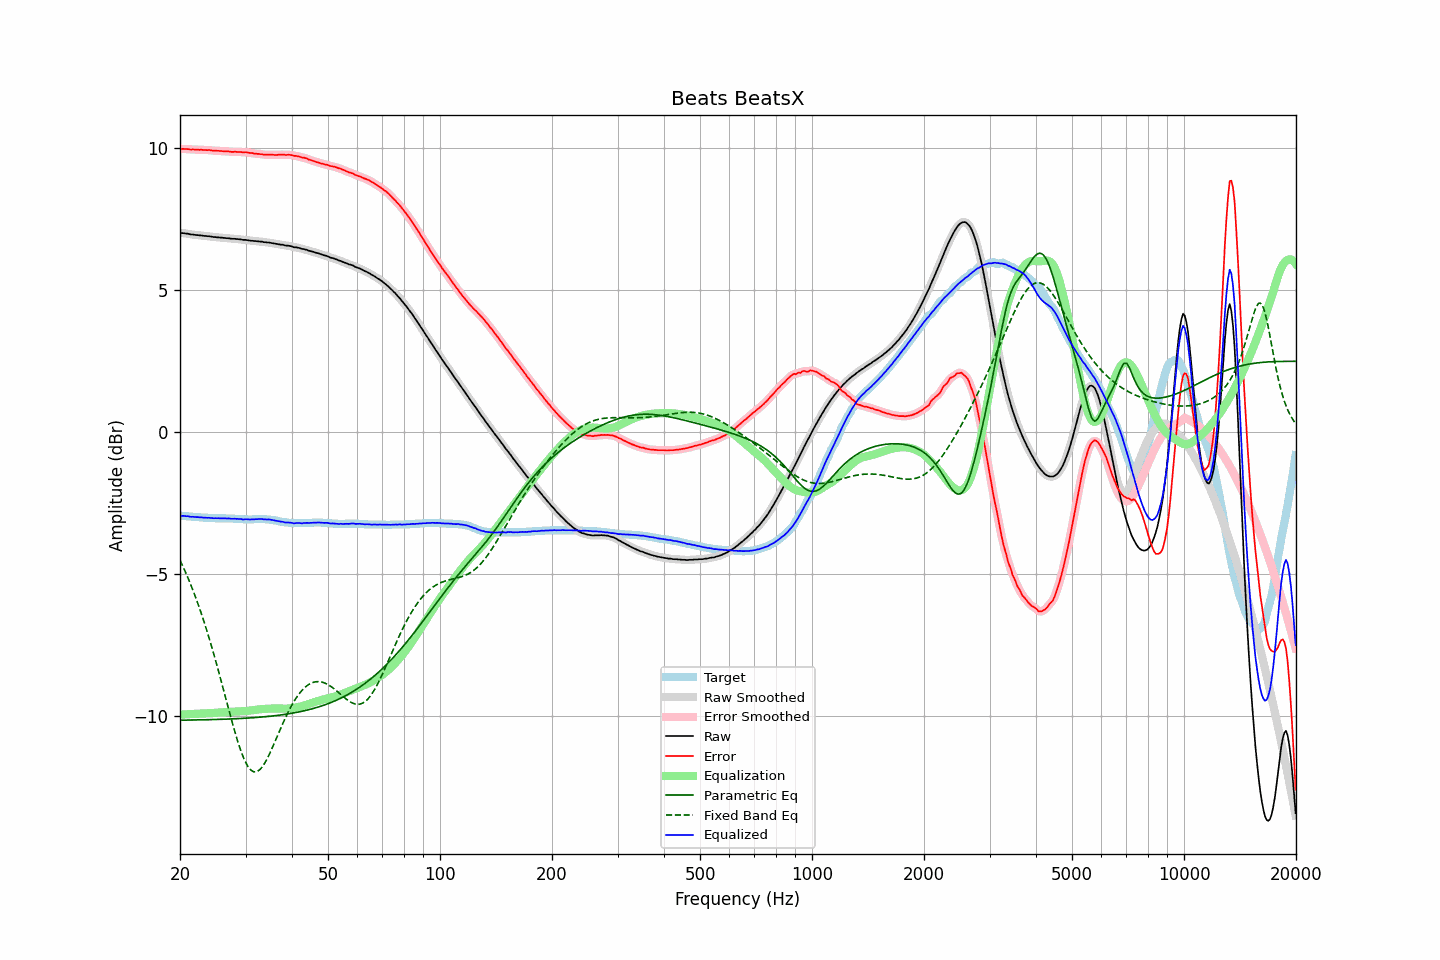 Beats BeatsX
Amplitude (dBr)
10
5
0
−5
−10
Target
Raw Smoothed
Error Smoothed
Raw
Error
Equalization
Parametric Eq
Fixed Band Eq
Equalized
20 50 100 200 500 1000 2000 5000 10000 20000
Frequency (Hz)